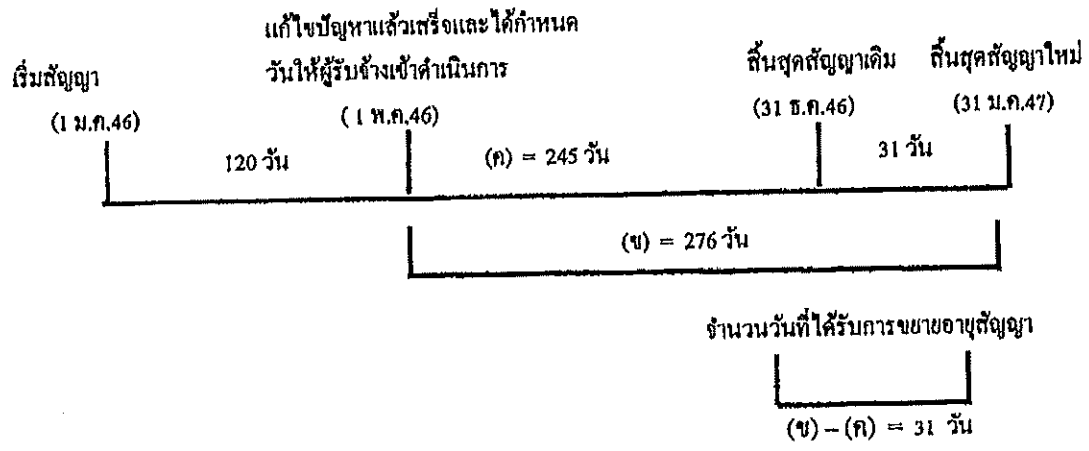 แก้ไขปัญหาแล้วเสร็จและได้กำหนด
วันให้ผู้รับจ้างเข้าดำเนินการ
เริ่มสัญญา
สิ้นสุดสัญญาเดิม
สิ้นสุดสัญญาใหม่
(1 ม.ค.46)
(1 พ.ค.46)
(31 ธ.ค.46)
(31 ม.ค.47)
120 วัน
(ค) = 245 วัน
31 วัน
(ข) = 276 วัน
จำนวนวันที่ได้รับการขยายอายุสัญญา
(ข) – (ค) = 31 วัน